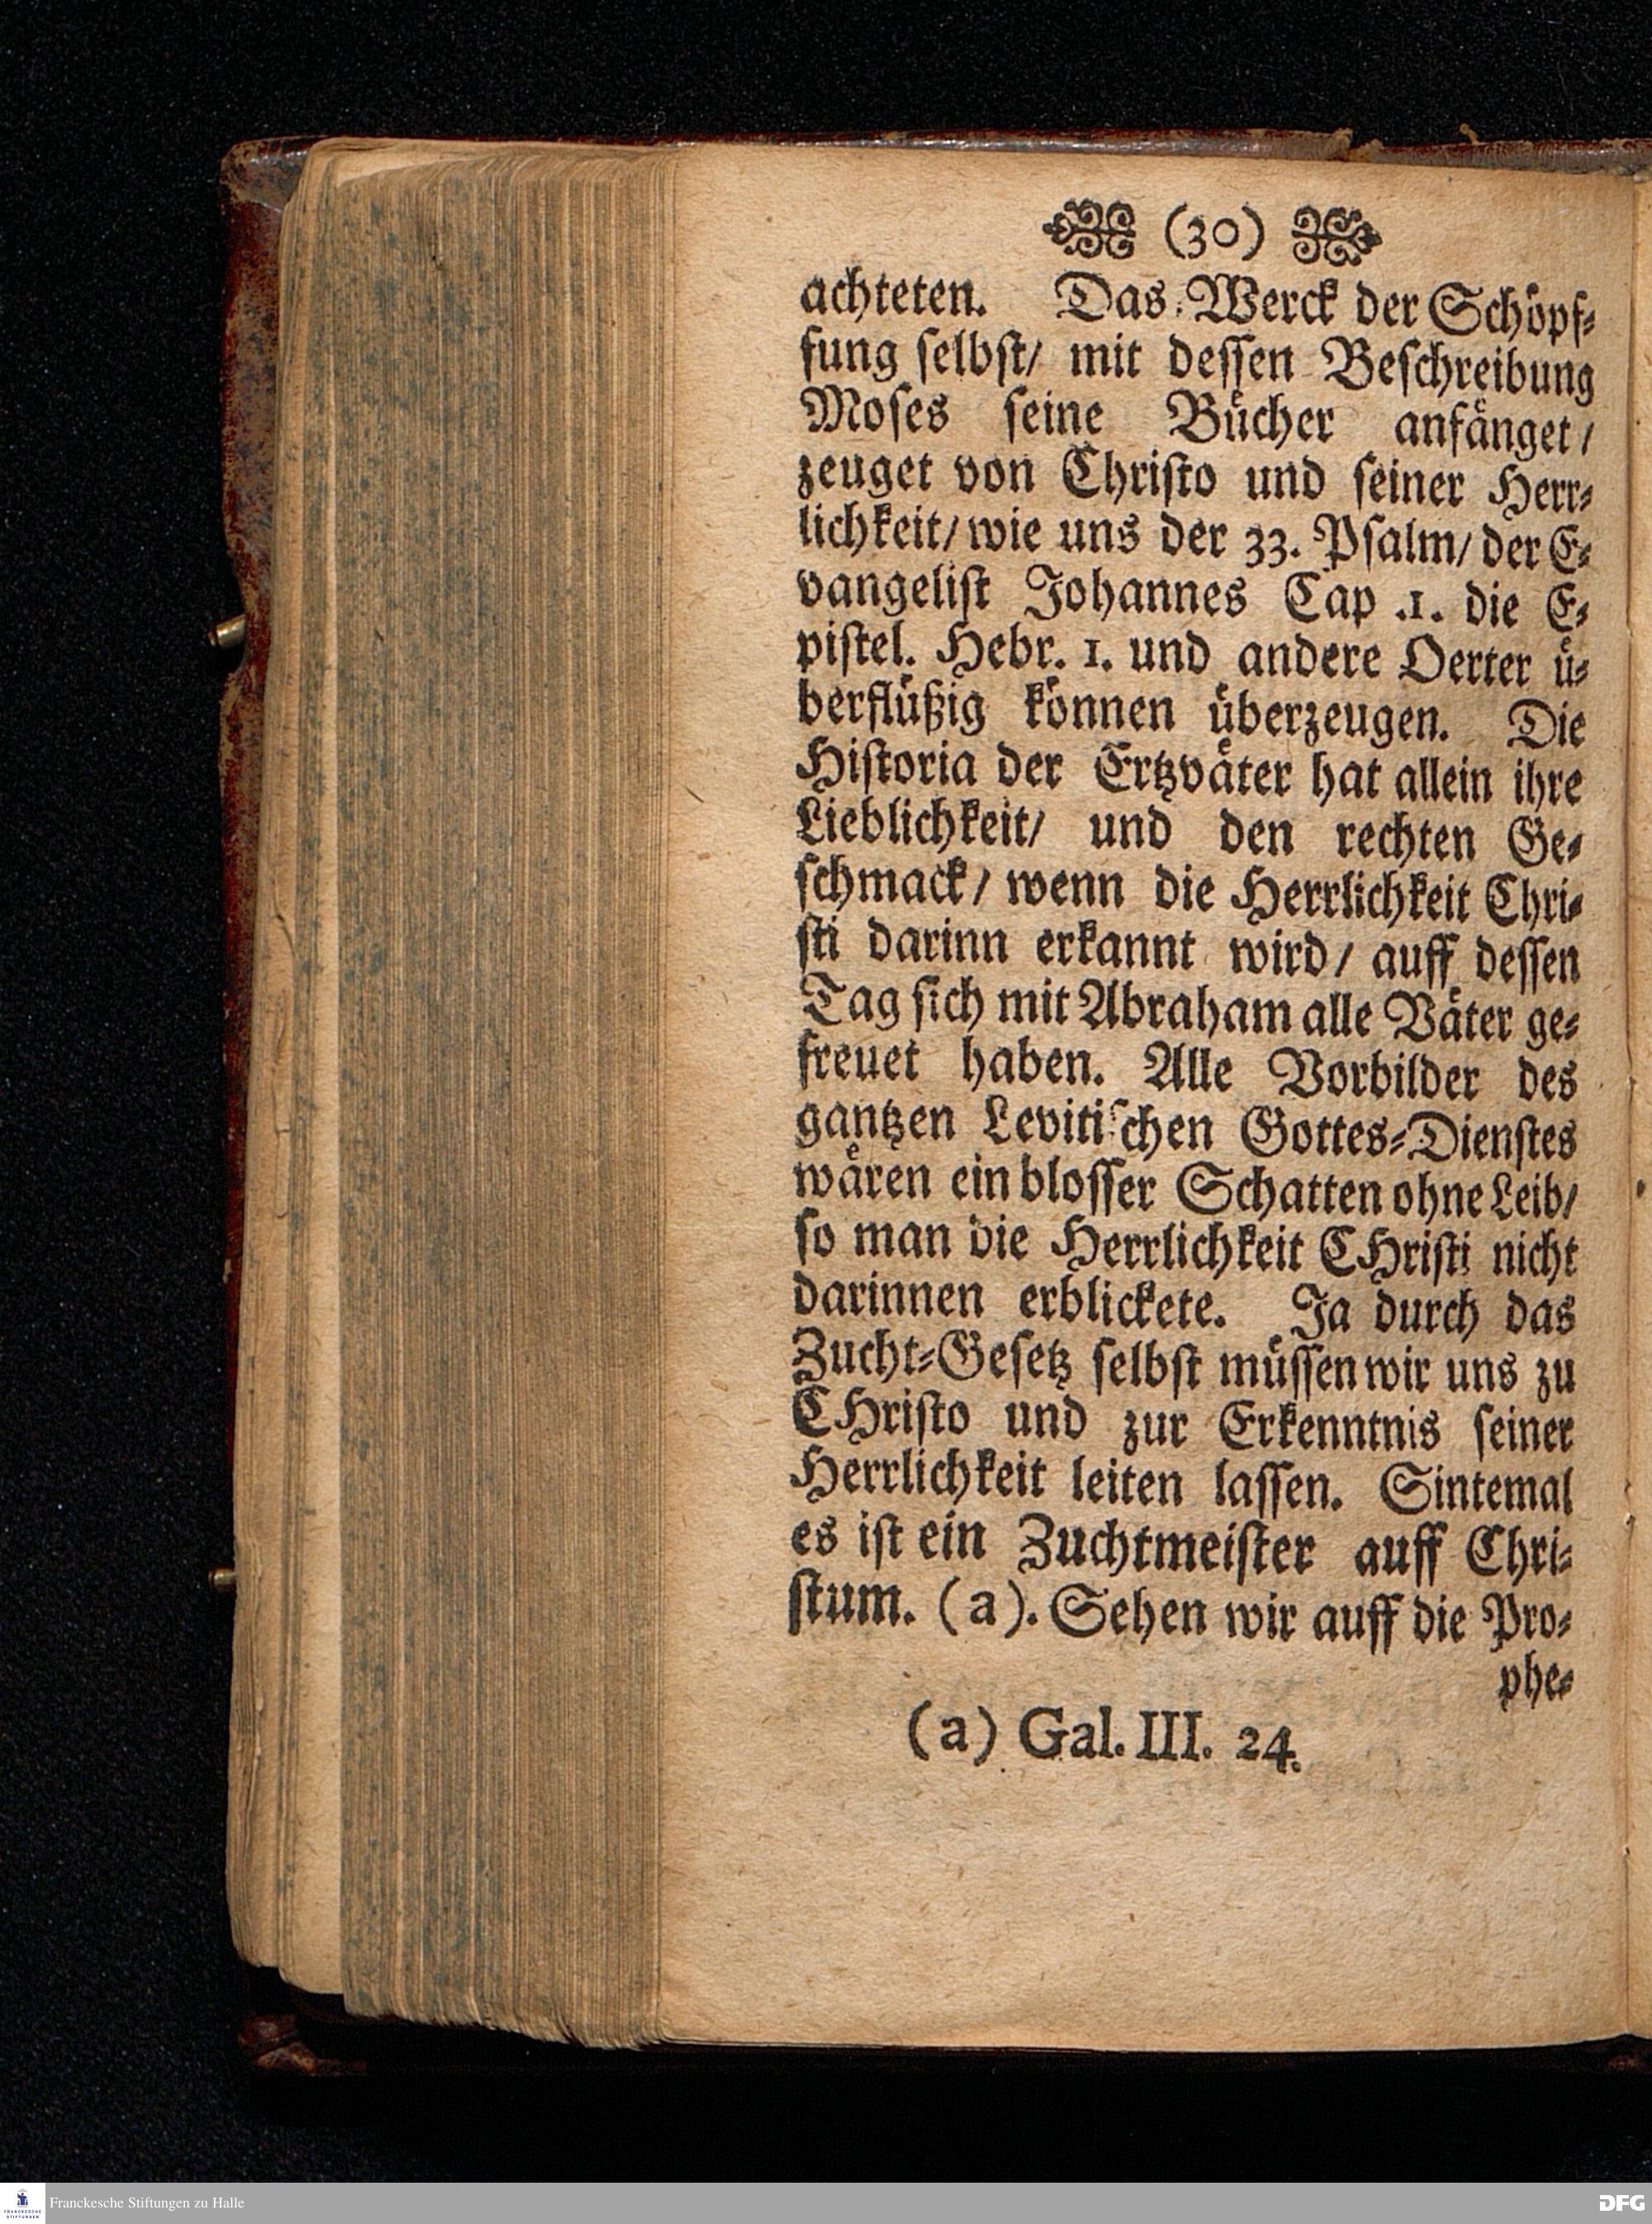 (30)
achteten. Das Werck der Schöpf-
fung selbst/ mit dessen Beschreibung
Moses seine Bücher anfänget/
zeuget von Christo und seiner Herr-
lichkeit/ wie uns der 33. Psalm/ der E-
vangelist Johannes Cap .1. die E-
pistel. Hebr. 1. und andere Oerter ü-
berflüßig können überzeugen. Die
Historia der Ertzväter hat allein ihre
Lieblichkeit/ und den rechten Ge-
schmack/ wenn die Herrlichkeit Chri-
sti darinn erkannt wird/ auff dessen
Tag sich mit Abraham alle Väter ge-
freuet haben. Alle Vorbilder des
gantzen Levitischen Gottes-Dienstes
wären ein blosser Schatten ohne Leib/
so man die Herrlichkeit CHristi nicht
darinnen erblickete. Ja durch das
Zucht-Gesetz selbst müssen wir uns zu
CHristo und zur Erkenntnis seiner
Herrlichkeit leiten lassen. Sintemal
es ist ein Zuchtmeister auff Chri-
stum. (a). Sehen wir auff die Pro-
phe-
(a) Gal. III. 24.
FRANCKESCHE STIFTUNGEN
Franckesche Stiftungen zu Halle
DFG